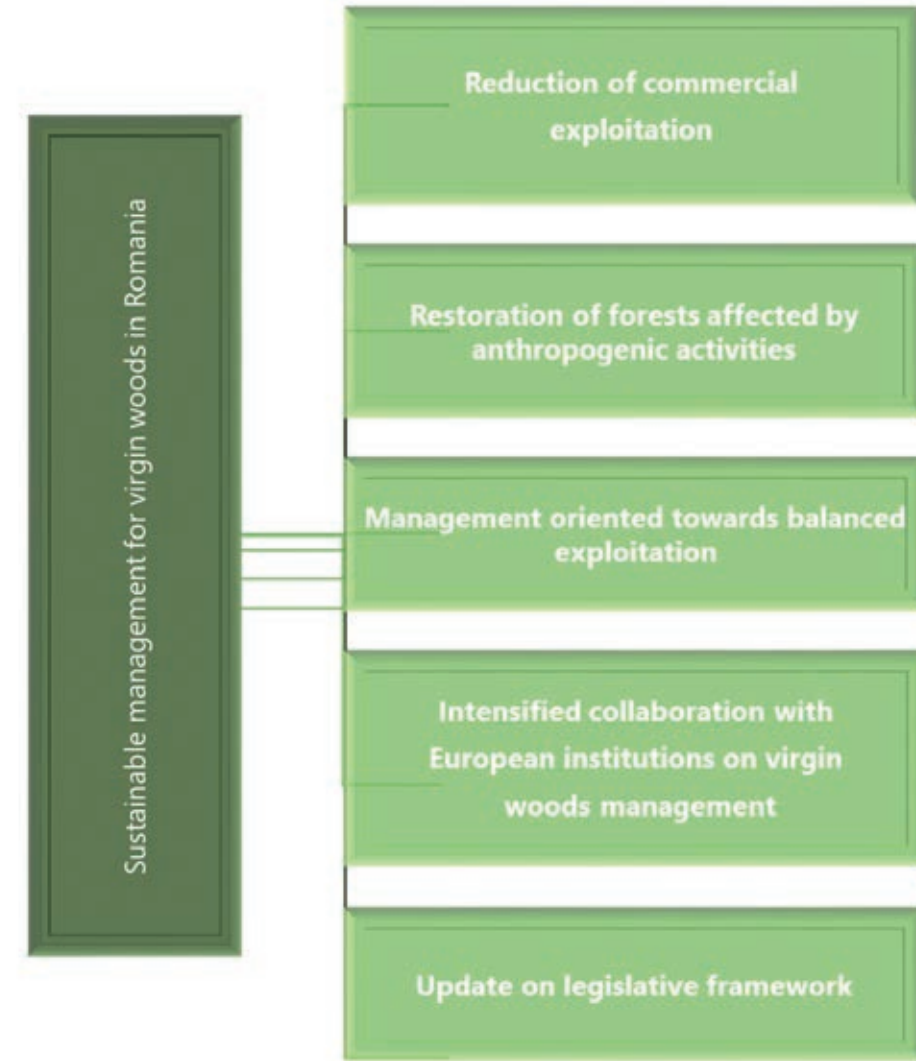 Sustainable management for virgin woods in Romania
Reduction of commercial
exploitation
Restoration of forests affected by
anthropogenic activities
Management oriented towards balanced
exploitation
Intensified collaboration with
European institutions on virgin
woods management
Update on legislative framework